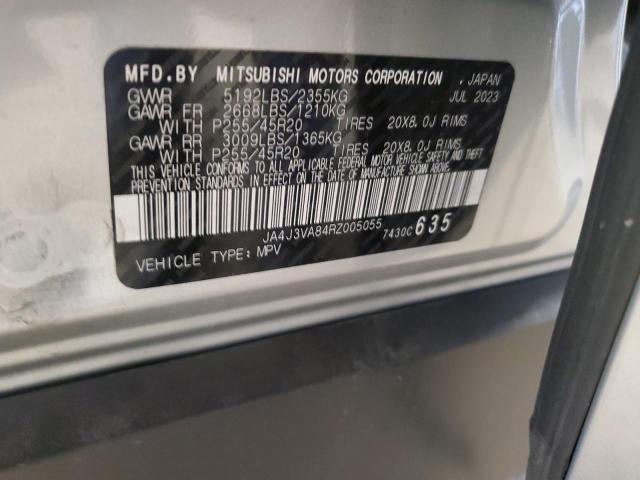 MFD.BY MITSUBISHI MOTORS CORPORATION , JAPAN
GVWR 5192LBS/2355KG JUL 2023
GAWR FR 2668LBS/1210KG
WITH P255/45R20 TIRES 20X8.0J RIMS
GAWR RR 3009LBS/1365KG
WITH P255/45R20 TIRES 20X8.0J RIMS
THIS VEHICLE CONFORMS TO ALL APPLICABLE FEDERAL MOTOR VEHICLE SAFETY AND THEFT
PREVENTION STANDARDS IN EFFECT ON THE DATE OF MANUFACTURE SHOWN ABOVE.
JA4J3VA84RZ005055 7430C 635
VEHICLE TYPE: MPV